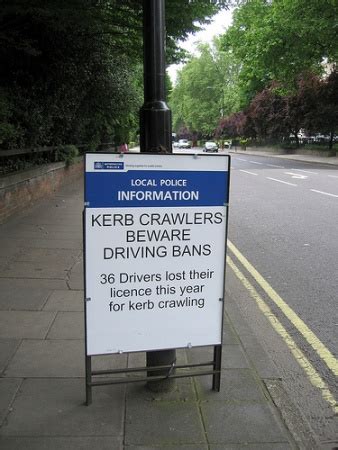 LOCAL POLICE
INFORMATION
KERB CRAWLERS
BEWARE
DRIVING BANS
36 Drivers lost their
licence this year
for kerb crawling